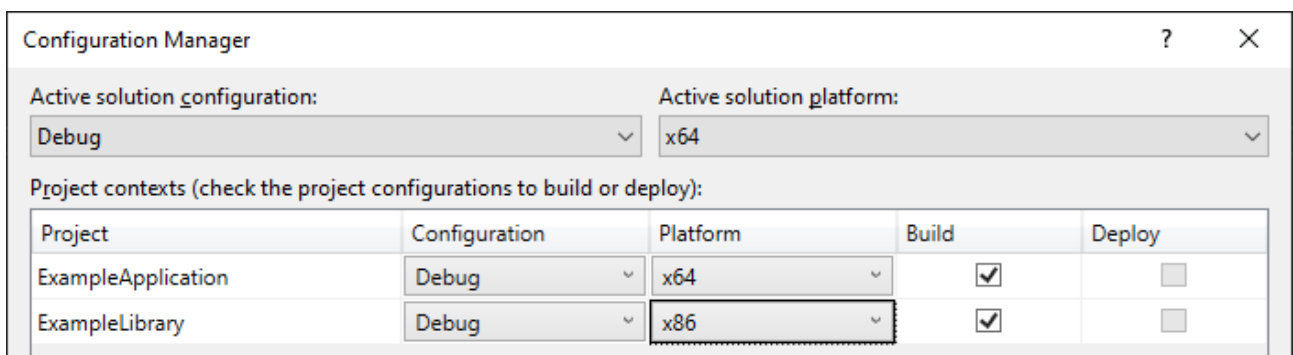 Configuration Manager ?
Active solution configuration: Active solution platform:
Debug x64
Project contexts (check the project configurations to build or deploy):
Project Configuration Platform Build Deploy
ExampleApplication Debug x64
ExampleLibrary Debug x86